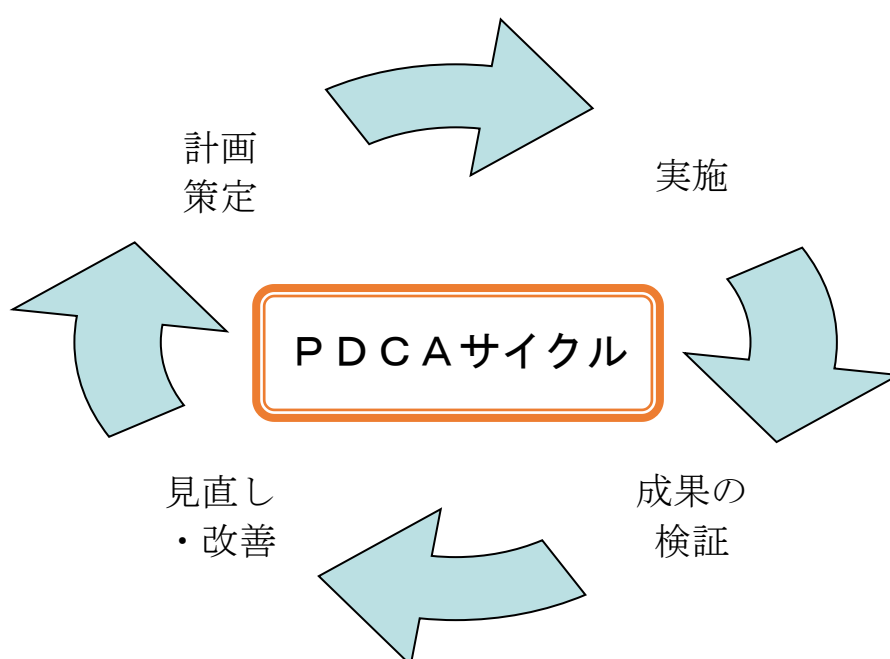 計画
策定
実施
ＰＤＣＡサイクル
見直し
・改善
成果の
検証